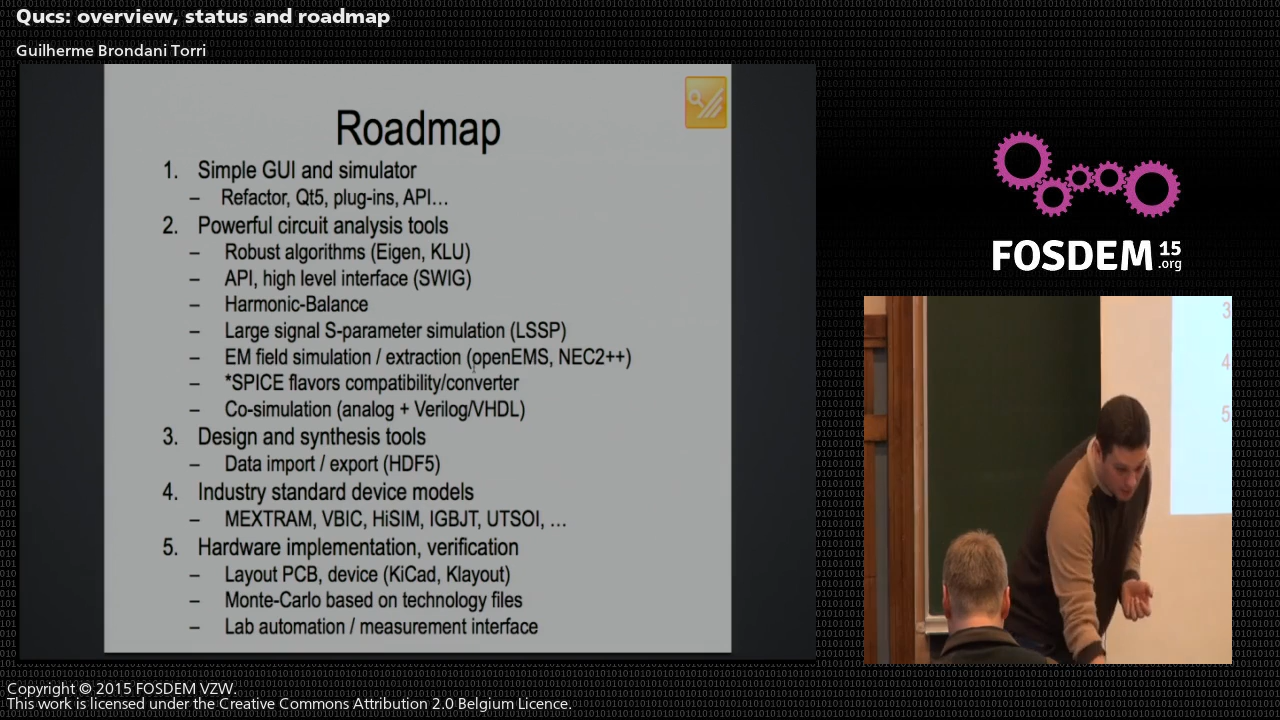 Qucs: overview, status and roadmap
Guilherme Brondani Torri
Roadmap
1. Simple GUI and simulator
– Refactor, Qt5, plug-ins, API…
2. Powerful circuit analysis tools
– Robust algorithms (Eigen, KLU)
– API, high level interface (SWIG)
– Harmonic-Balance
– Large signal S-parameter simulation (LSSP)
– EM field simulation / extraction (openEMS, NEC2++)
– *SPICE flavors compatibility/converter
– Co-simulation (analog + Verilog/VHDL)
3. Design and synthesis tools
– Data import / export (HDF5)
4. Industry standard device models
– MEXTRAM, VBIC, HiSIM, IGBJT, UTSOI, …
5. Hardware implementation, verification
– Layout PCB, device (KiCad, Klayout)
– Monte-Carlo based on technology files
– Lab automation / measurement interface
FOSDEM 15
.org
3
4
5
Copyright © 2015 FOSDEM VZW.
This work is licensed under the Creative Commons Attribution 2.0 Belgium Licence.